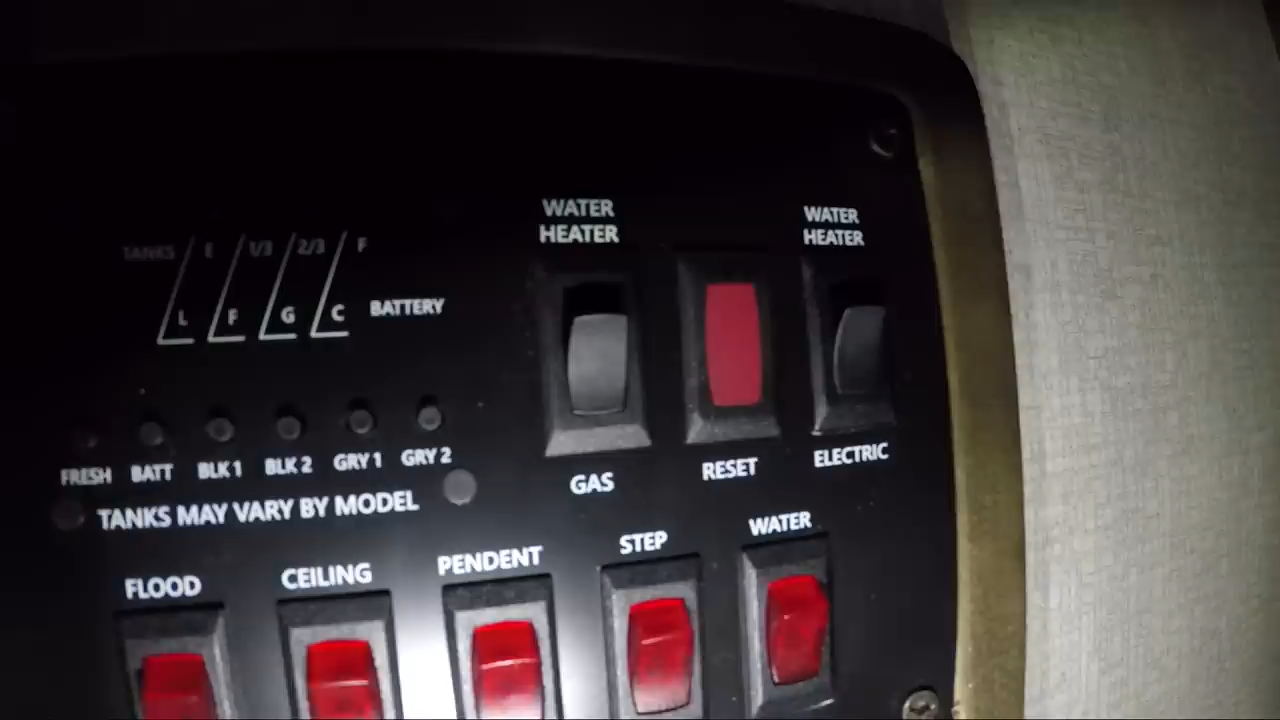 TANKS E 1/3 2/3 F
L F G C BATTERY
FRESH BATT BLK 1 BLK 2 GRY 1 GRY 2
TANKS MAY VARY BY MODEL
WATER
HEATER
GAS
RESET
WATER
HEATER
ELECTRIC
FLOOD
CEILING
PENDENT
STEP
WATER